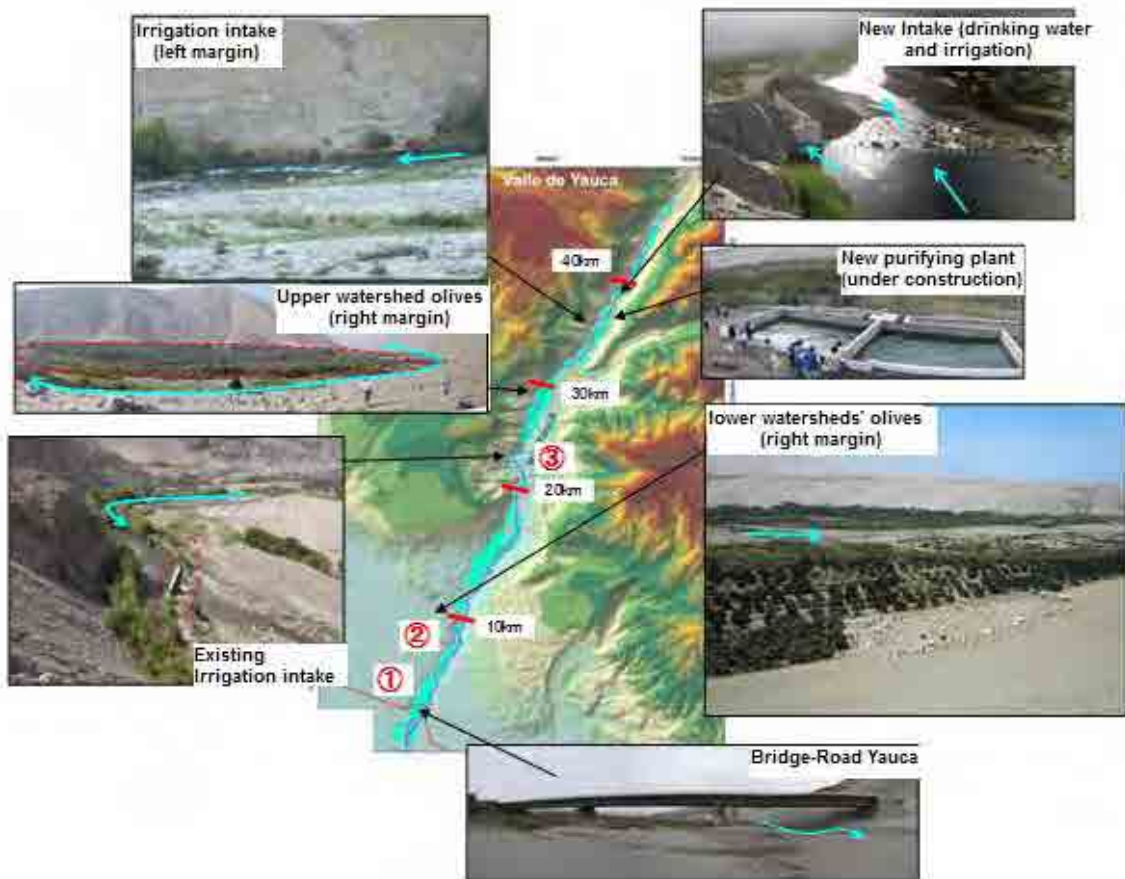 Irrigation intake
(left margin)
New Intake (drinking water
and irrigation)
Valle de Yauca
40km
New purifying plant
(under construction)
Upper watershed olives
(right margin)
30km
lower watersheds' olives
(right margin)
③
20km
10km
②
Existing
Irrigation intake
①
Bridge-Road Yauca